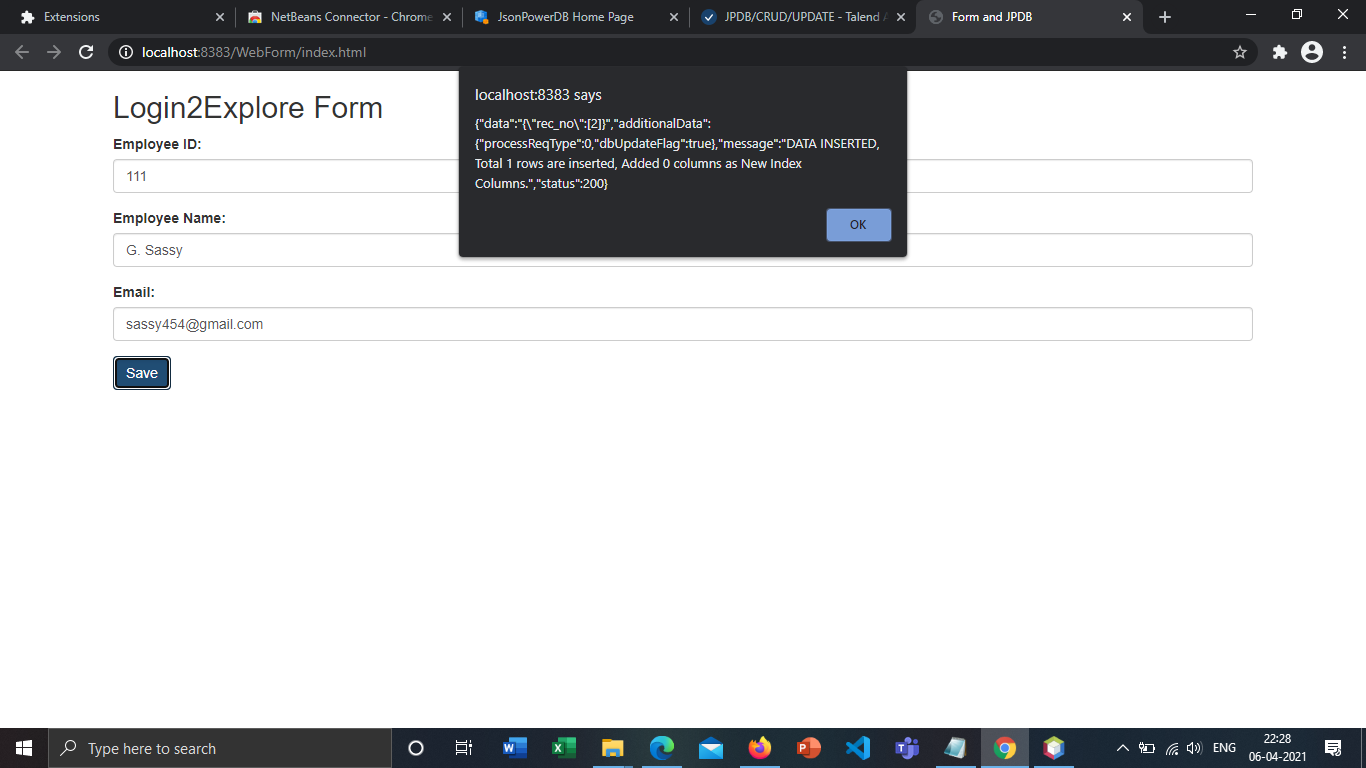 Extensions
NetBeans Connector - Chrome
JsonPowerDB Home Page
JPDB/CRUD/UPDATE - Talend A
Form and JPDB
localhost:8383/WebForm/index.html
localhost:8383 says
{"data":"{\"rec_no\":[2]}","additionalData":
{"processReqType":0,"dbUpdateFlag":true},"message":"DATA INSERTED,
Total 1 rows are inserted, Added 0 columns as New Index
Columns.","status":200}
OK
Login2Explore Form
Employee ID:
111
Employee Name:
G. Sassy
Email:
sassy454@gmail.com
Save
Type here to search
ENG
22:28
06-04-2021